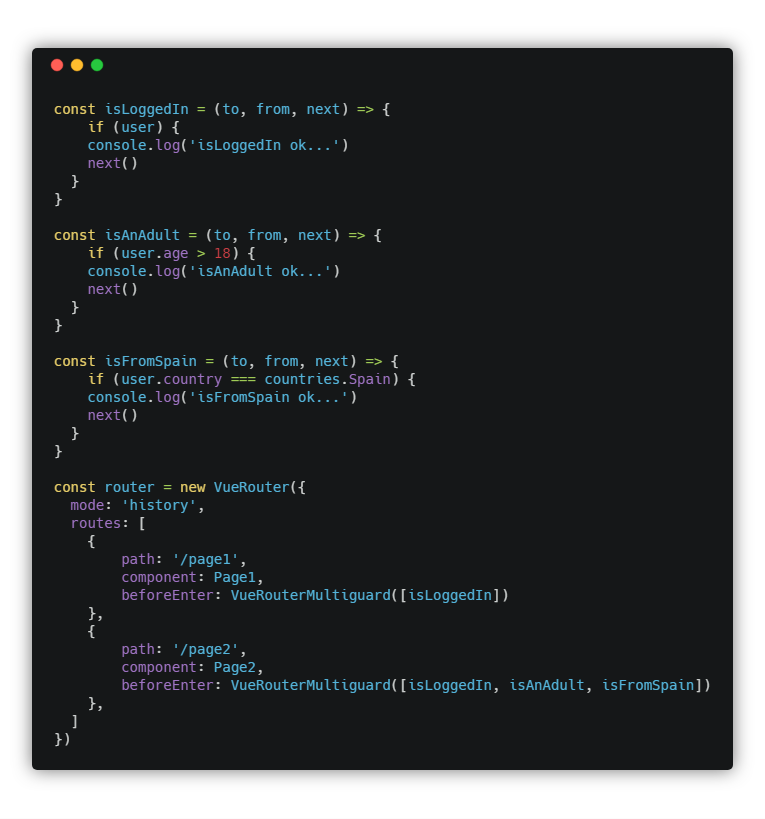 const isLoggedIn = (to, from, next) => {
    if (user) {
    console.log('isLoggedIn ok...')
    next()
  }
}

const isAnAdult = (to, from, next) => {
    if (user.age > 18) {
    console.log('isAnAdult ok...')
    next()
  }
}

const isFromSpain = (to, from, next) => {
    if (user.country === countries.Spain) {
    console.log('isFromSpain ok...')
    next()
  }
}

const router = new VueRouter({
  mode: 'history',
  routes: [
    {
        path: '/page1',
        component: Page1,
        beforeEnter: VueRouterMultiguard([isLoggedIn])
    },
    {
        path: '/page2',
        component: Page2,
        beforeEnter: VueRouterMultiguard([isLoggedIn, isAnAdult, isFromSpain])
    },
  ]
})